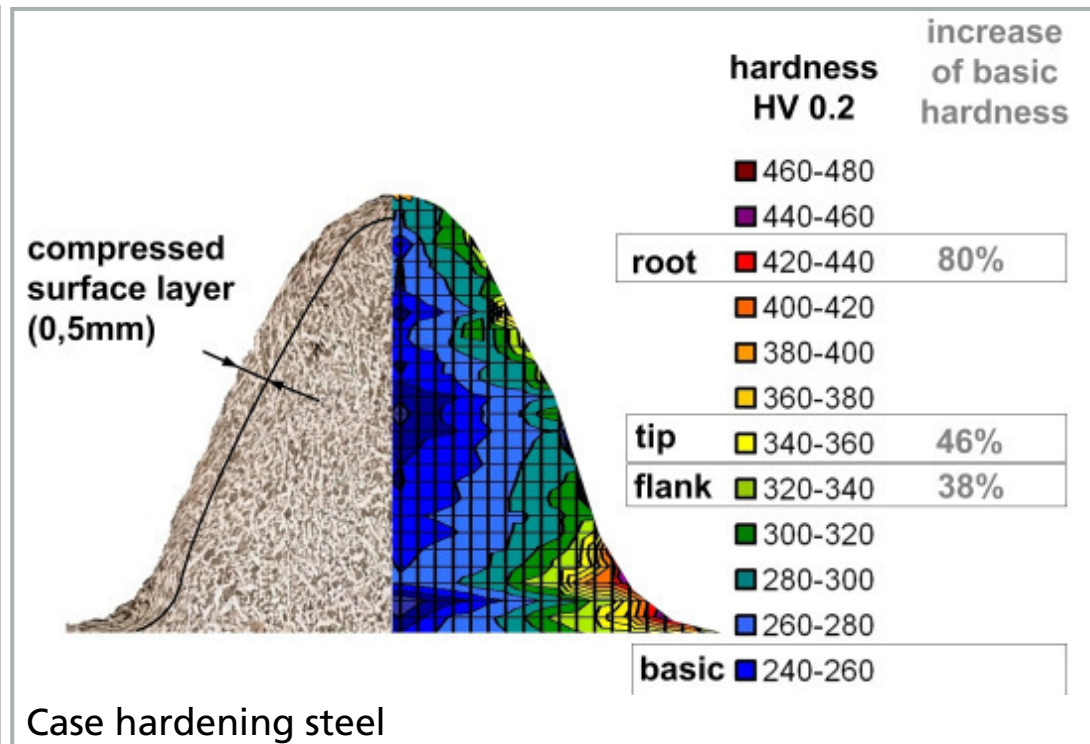 increase
of basic
hardness
hardness
HV 0.2
460-480
440-460
root 420-440 80%
400-420
380-400
360-380
tip 340-360 46%
flank 320-340 38%
300-320
280-300
260-280
basic 240-260
compressed
surface layer
(0,5mm)
Case hardening steel